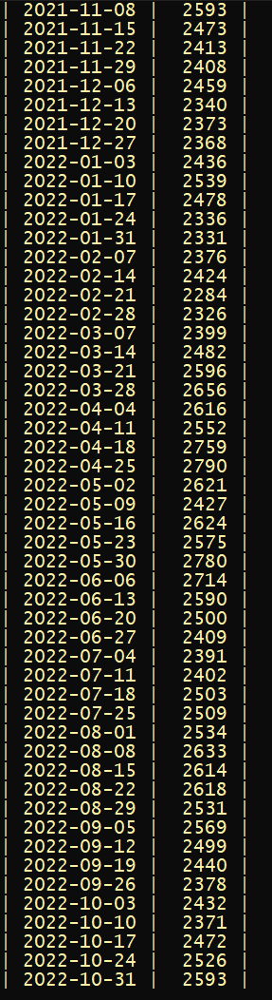 | 2021-11-08 | 2593 |
| 2021-11-15 | 2473 |
| 2021-11-22 | 2413 |
| 2021-11-29 | 2408 |
| 2021-12-06 | 2459 |
| 2021-12-13 | 2340 |
| 2021-12-20 | 2373 |
| 2021-12-27 | 2368 |
| 2022-01-03 | 2436 |
| 2022-01-10 | 2539 |
| 2022-01-17 | 2478 |
| 2022-01-24 | 2336 |
| 2022-01-31 | 2331 |
| 2022-02-07 | 2376 |
| 2022-02-14 | 2424 |
| 2022-02-21 | 2284 |
| 2022-02-28 | 2326 |
| 2022-03-07 | 2399 |
| 2022-03-14 | 2482 |
| 2022-03-21 | 2596 |
| 2022-03-28 | 2656 |
| 2022-04-04 | 2616 |
| 2022-04-11 | 2552 |
| 2022-04-18 | 2759 |
| 2022-04-25 | 2790 |
| 2022-05-02 | 2621 |
| 2022-05-09 | 2427 |
| 2022-05-16 | 2624 |
| 2022-05-23 | 2575 |
| 2022-05-30 | 2780 |
| 2022-06-06 | 2714 |
| 2022-06-13 | 2590 |
| 2022-06-20 | 2500 |
| 2022-06-27 | 2409 |
| 2022-07-04 | 2391 |
| 2022-07-11 | 2402 |
| 2022-07-18 | 2503 |
| 2022-07-25 | 2509 |
| 2022-08-01 | 2534 |
| 2022-08-08 | 2633 |
| 2022-08-15 | 2614 |
| 2022-08-22 | 2618 |
| 2022-08-29 | 2531 |
| 2022-09-05 | 2569 |
| 2022-09-12 | 2499 |
| 2022-09-19 | 2440 |
| 2022-09-26 | 2378 |
| 2022-10-03 | 2432 |
| 2022-10-10 | 2371 |
| 2022-10-17 | 2472 |
| 2022-10-24 | 2526 |
| 2022-10-31 | 2593 |